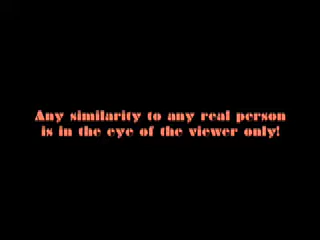 Any similarity to any real person
is in the eye of the viewer only!